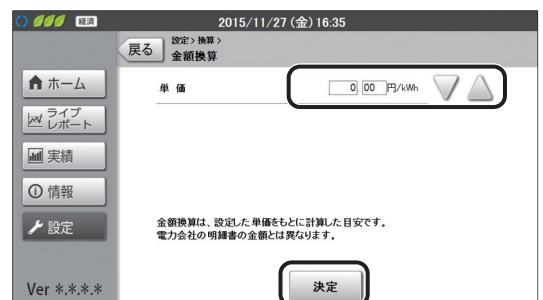 経済
2015/11/27 (金) 16:35
戻る
設定＞換算＞
金額換算
ホーム
ライブ
レポート
実績
情報
設定
Ver *.*.*.*
単価
0.00 円/kWh
金額換算は、設定した単価をもとに計算した目安です。
電力会社の明細書の金額とは異なります。
決定